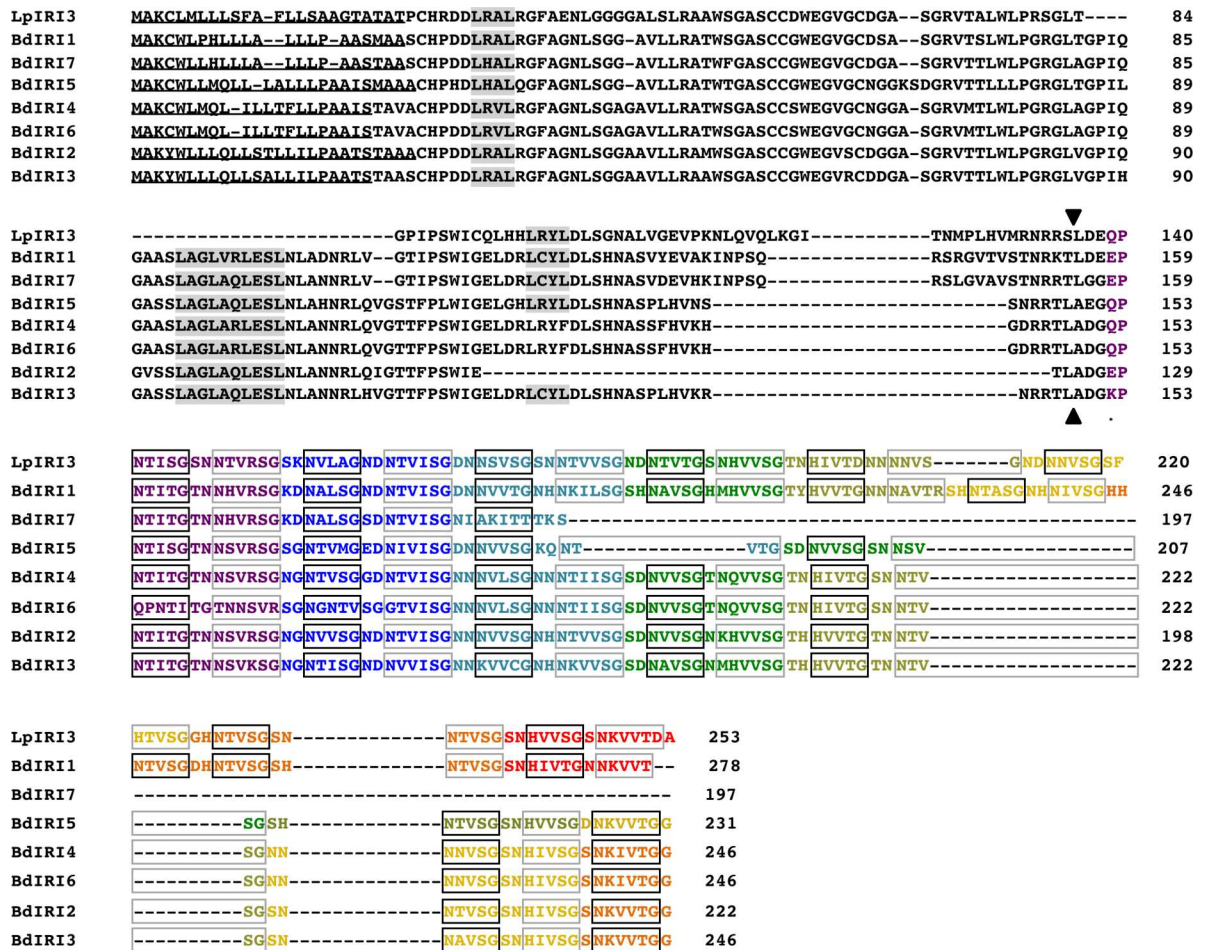 LpIRI3 MAKCLMLLLSFA-FLLSAAGTATATPCHRDDLRALRGFAENLGGGGALSLRAAWSGASCCDWEGVGCDGA--SGRVTALWLPRSGLT---- 84
BdIRI1 MAKCWLPHLLLA--LLLP-AASMAASCHPDDLRALRGFAGNLSGG-AVLLRATWSGASCCGWEGVGCDSA--SGRVTSLWLPGRGLTGPIQ 85
BdIRI7 MAKCWLLHLLLA--LLLP-AASTAASCHPDDLHALRGFAGNLSGG-AVLLRATWFGASCCGWEGVGCDGA--SGRVTTLWLPGRGLAGPIQ 85
BdIRI5 MAKCWLLMQLL-LALLLPAAISMAAACHPHDLHALQGFAGNLSGG-AVLLRATWTGASCCGWEGVGCNGGKSDGRVTTLLLPGRGLTGPIL 89
BdIRI4 MAKCWLMQL-ILLTFLLPAAISTAVACHPDDLRVLRGFAGNLSGAGAVLLRATWSGASCCSWEGVGCNGGA-SGRVMTLWLPGRGLAGPIQ 89
BdIRI6 MAKCWLMQL-ILLTFLLPAAISTAVACHPDDLRVLRGFAGNLSGAGAVLLRATWSGASCCGWEGVGCNGGA-SGRVMTLWLPGRGLAGPIQ 89
BdIRI2 MAKYWLLLQLLSTLLILPAATSTAAACHPDDLRALRGFAGNLSGGAAVLLRAMWSGASCCGWEGVSCDGGA-SGRVTTLWLPGRGLVGPIQ 90
BdIRI3 MAKYWLLLQLLSALLILPAATSTAASCHPDDLRALRGFAGNLSGGAAVLLRAAWSGASCCGWEGVRCDDGA-SGRVTTLWLPGRGLVGPIH 90
LpIRI3 ------------------------GPIPSWICQLHHLRYLDLSGNALVGEVPKNLQVQLKGI-----------TNMPLHVMRNRRSLDEQP 140
BdIRI1 GAASLAGLVRLESLNLADNRLV--GTIPSWIGELDRLCYLDLSHNASVYEVAKINPSQ---------------RSRGVTVSTNRKTLDEEP 159
BdIRI7 GAASLAGLAQLESLNLANNRLV--GTIPSWIGELDRLCYLDLSHNASVDEVHKINPSQ---------------RSLGVAVSTNRRTLGGEP 159
BdIRI5 GASSLAGLAQLESLNLAHNRLQVGSTFPLWIGELGHLRYLDLSHNASPLHVNS---------------------------SNRRTLAEGQP 153
BdIRI4 GAASLAGLARLESLNLANNRLQVGTTFPSWIGELDRLRYFDLSHNASSFHVKH---------------------------GDRRTLADGQP 153
BdIRI6 GAASLAGLARLESLNLANNRLQVGTTFPSWIGELDRLRYFDLSHNASSFHVKH---------------------------GDRRTLADGQP 153
BdIRI2 GVSSLAGLAQLESLNLANNRLQIGTTFPSWIE----------------------------------------------------TLADGEP 129
BdIRI3 GASSLAGLAQLESLNLANNRLHVGTTFPSWIGELDRLCYLDLSHNASPLHVKR----------------------------NRRTLADGKP 153
.
LpIRI3 NTISGSNNTVRSGSKNVLAGNDNTVISGDNNSVSGSNNTVVSGNDNTVTGSNHVVSGTNHIVTDNNNNVS-------GNDNNVSGSF 220
BdIRI1 NTITGTNNHVRSGKDNALSGNDNTVISGDNNVVTGNHNKILSGSHNAVSGHMHVVSGTYHVVTGNNNAVTRSHNTASGNHNIVSGHH 246
BdIRI7 NTITGTNNHVRSGKDNALSGSDNTVISGNIAKITTTKS-------------------------------------------------- 197
BdIRI5 NTISGTNNSVRSGSGNTVMGEDNIVISGDNNVVSGKQNT---------------VTGSDNVVSGSNNSV------------------ 207
BdIRI4 NTITGTNNSVRSGNGNTVSGGDNTVISGNNNVLSGNNNTIISGSDNVVSGTNQVVSGTNHIVTGSNNTV------------------ 222
BdIRI6 QPNTITGTNNSVRSGNGNTVSGGTVISGNNNVLSGNNNTIISGSDNVVSGTNQVVSGTNHIVTGSNNTV------------------ 222
BdIRI2 NTITGTNNSVRSGNGNVVSGNDNTVISGNNNVVSGNHNTVVSGSDNVVSGNKHVVSGTHHVVTGTNNTV------------------ 198
BdIRI3 NTITGTNNSVKSGNGNTISGNDNVVISGNNKVVCGNHNKVVSGSDNAVSGNMHVVSGTHHVVTGTNNTV------------------ 222
LpIRI3 HTVSGGHNTVSGSN--------------NTVSGSNHVVSGSNKVVTDA 253
BdIRI1 NTVSGDHNTVSGSH--------------NTVSGSNHIVTGNNKVVT-- 278
BdIRI7 ------------------------------------------------- 197
BdIRI5 ----------SGSH--------------NTVSGSNHVVSGDNKVVTGG 231
BdIRI4 ----------SGNN--------------NNVSGSNHIVSGSNKIVTGG 246
BdIRI6 ----------SGNN--------------NNVSGSNHIVSGSNKIVTGG 246
BdIRI2 ----------SGSN--------------NTVSGSNHIVSGSNKVVTGG 222
BdIRI3 ----------SGSN--------------NAVSGSNHIVSGSNKVVTGG 246